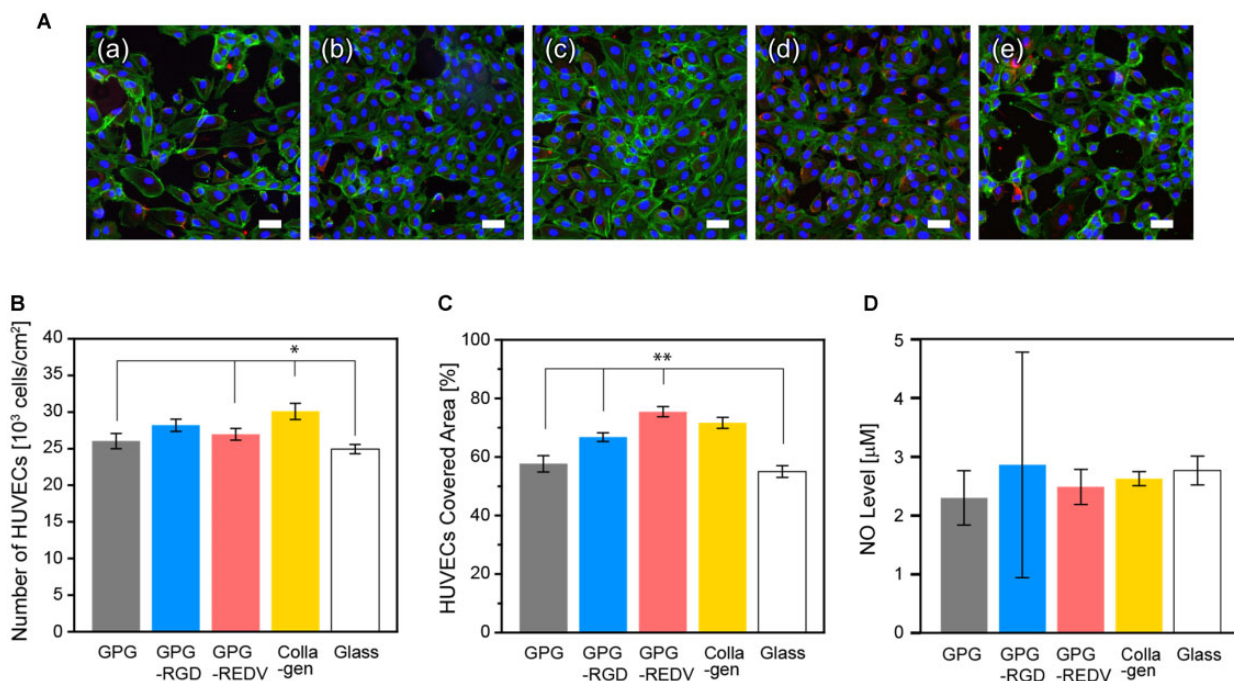 A
(a)
(b)
(c)
(d)
(e)
B
Number of HUVECs [10³ cells/cm²]
40
35
30
25
20
15
10
5
0
*
GPG
GPG
-RGD
GPG
-REDV
Colla
-gen
Glass
C
HUVECs Covered Area [%]
100
80
60
40
20
0
**
GPG
GPG
-RGD
GPG
-REDV
Colla
-gen
Glass
D
NO Level [μM]
5
4
3
2
1
0
GPG
GPG
-RGD
GPG
-REDV
Colla
-gen
Glass